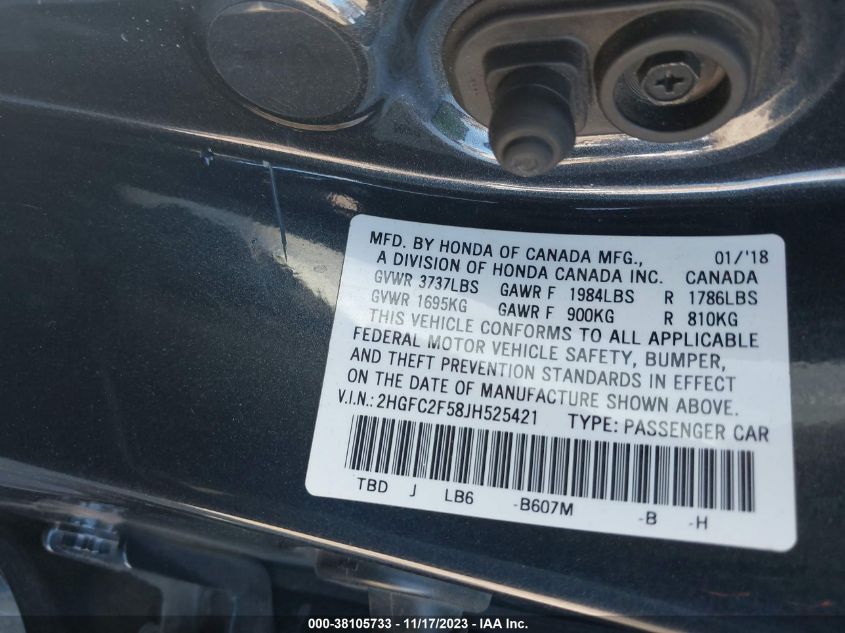 MFD. BY HONDA OF CANADA MFG., 01/'18
A DIVISION OF HONDA CANADA INC. CANADA
GVWR 3737LBS GAWR F 1984LBS R 1786LBS
GVWR 1695KG GAWR F 900KG R 810KG
THIS VEHICLE CONFORMS TO ALL APPLICABLE
FEDERAL MOTOR VEHICLE SAFETY, BUMPER,
AND THEFT PREVENTION STANDARDS IN EFFECT
ON THE DATE OF MANUFACTURE SHOWN ABOVE.
V.I.N.: 2HGFC2F58JH525421 TYPE: PASSENGER CAR
TBD J LB6 -B607M -B -H
000-38105733 - 11/17/2023 - IAA Inc.